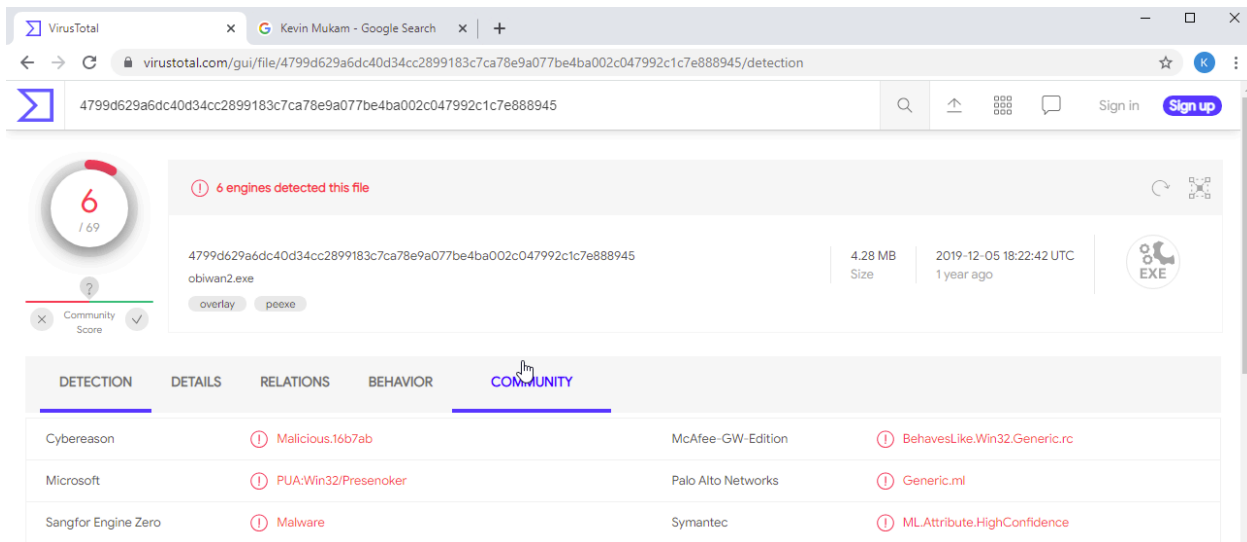 VirusTotal
Kevin Mukam - Google Search
virustotal.com/gui/file/4799d629a6dc40d34cc2899183c7ca78e9a077be4ba002c047992c1c7e888945/detection
K
4799d629a6dc40d34cc2899183c7ca78e9a077be4ba002c047992c1c7e888945
Sign in
Sign up
6
/ 69
?
Community
Score
6 engines detected this file
4799d629a6dc40d34cc2899183c7ca78e9a077be4ba002c047992c1c7e888945
obiwan2.exe
overlay peexe
4.28 MB
Size
2019-12-05 18:22:42 UTC
1 year ago
EXE
DETECTION DETAILS RELATIONS BEHAVIOR COMMUNITY
Cybereason Malicious.16b7ab McAfee-GW-Edition BehavesLike.Win32.Generic.rc
Microsoft PUA:Win32/Presenoker Palo Alto Networks Generic.ml
Sangfor Engine Zero Malware Symantec ML.Attribute.HighConfidence